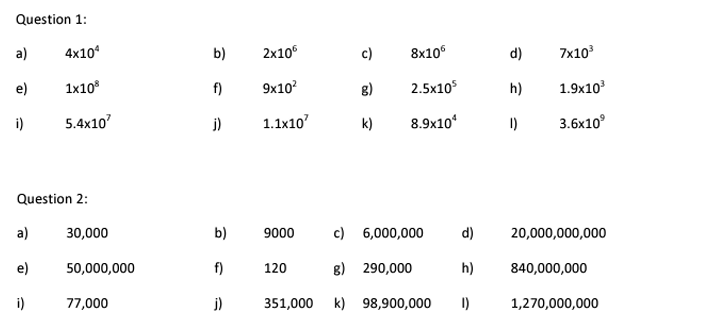 Question 1:
a) 4x10⁴ b) 2x10⁶ c) 8x10⁶ d) 7x10³
e) 1x10⁸ f) 9x10² g) 2.5x10⁵ h) 1.9x10³
i) 5.4x10⁷ j) 1.1x10⁷ k) 8.9x10⁴ l) 3.6x10⁹
Question 2:
a) 30,000 b) 9000 c) 6,000,000 d) 20,000,000,000
e) 50,000,000 f) 120 g) 290,000 h) 840,000,000
i) 77,000 j) 351,000 k) 98,900,000 l) 1,270,000,000